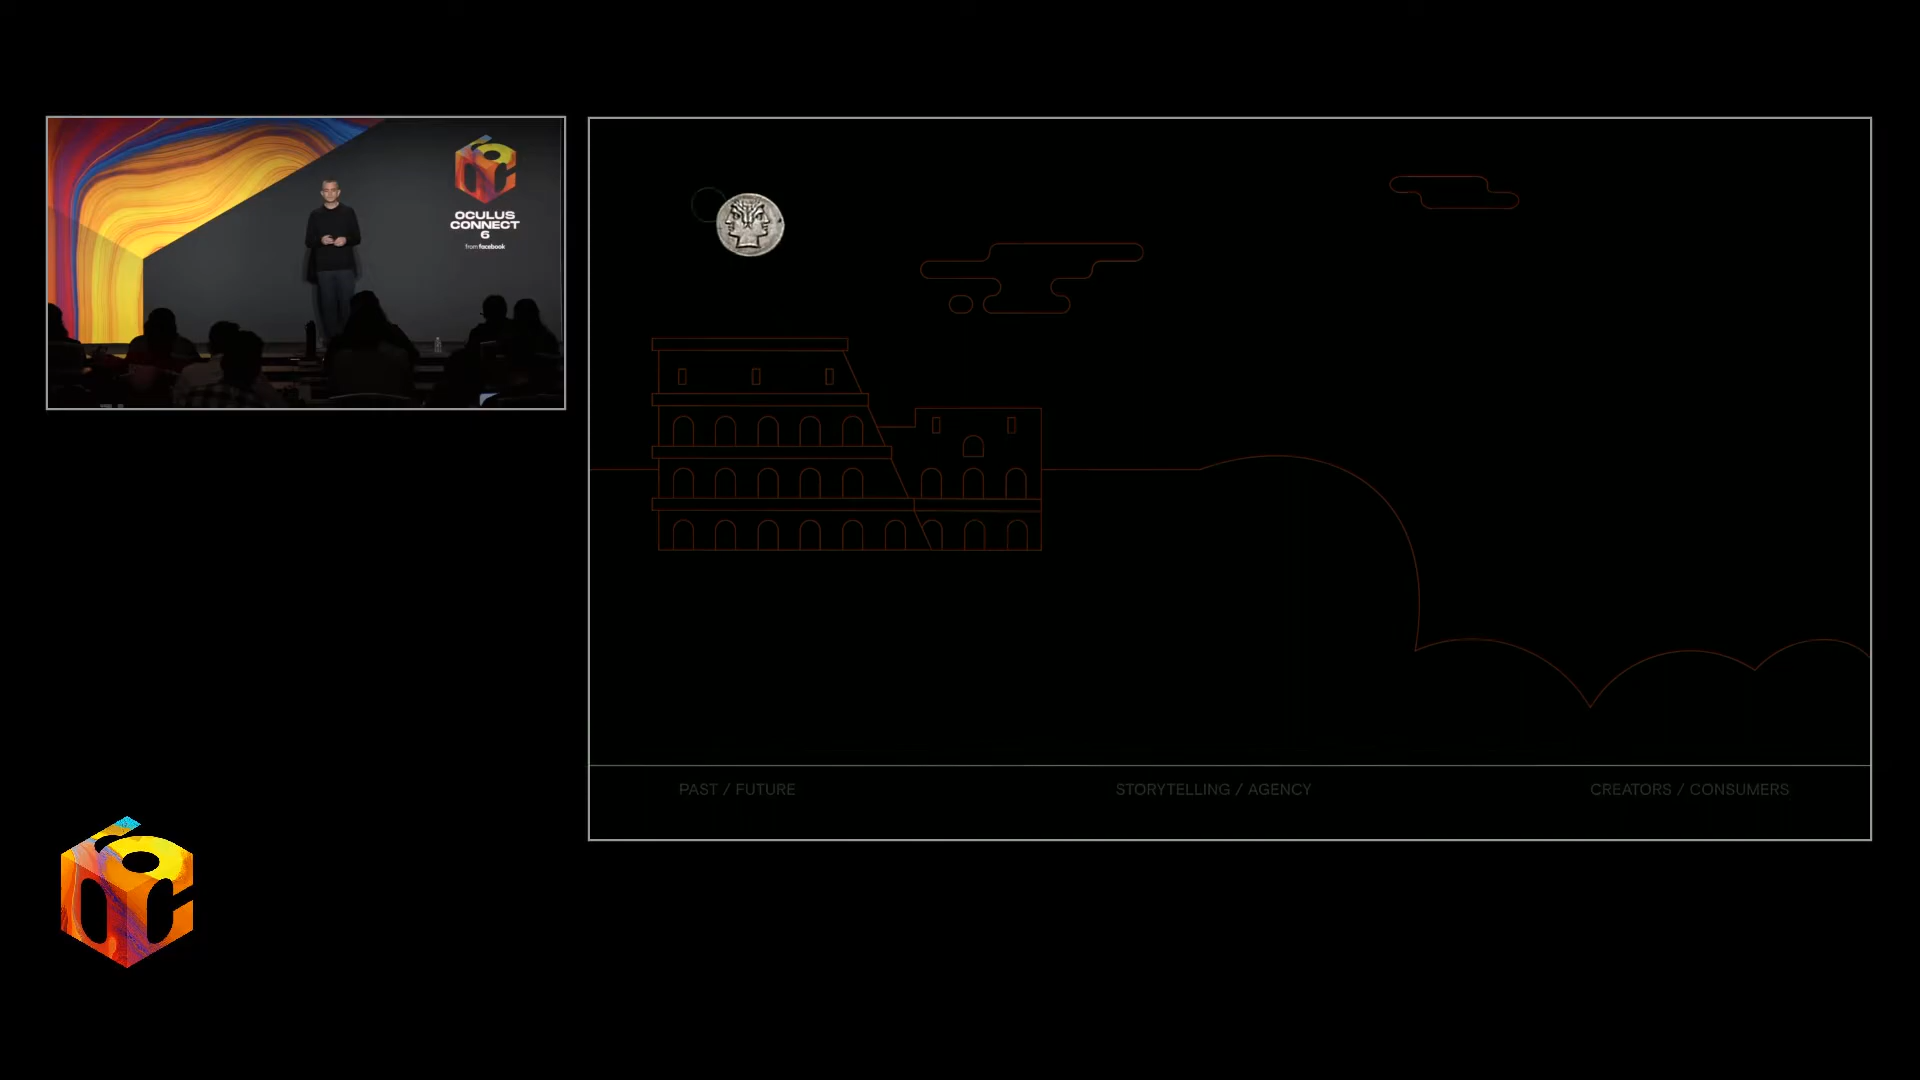 OCULUS
CONNECT
6
from facebook
PAST / FUTURE
STORYTELLING / AGENCY
CREATORS / CONSUMERS